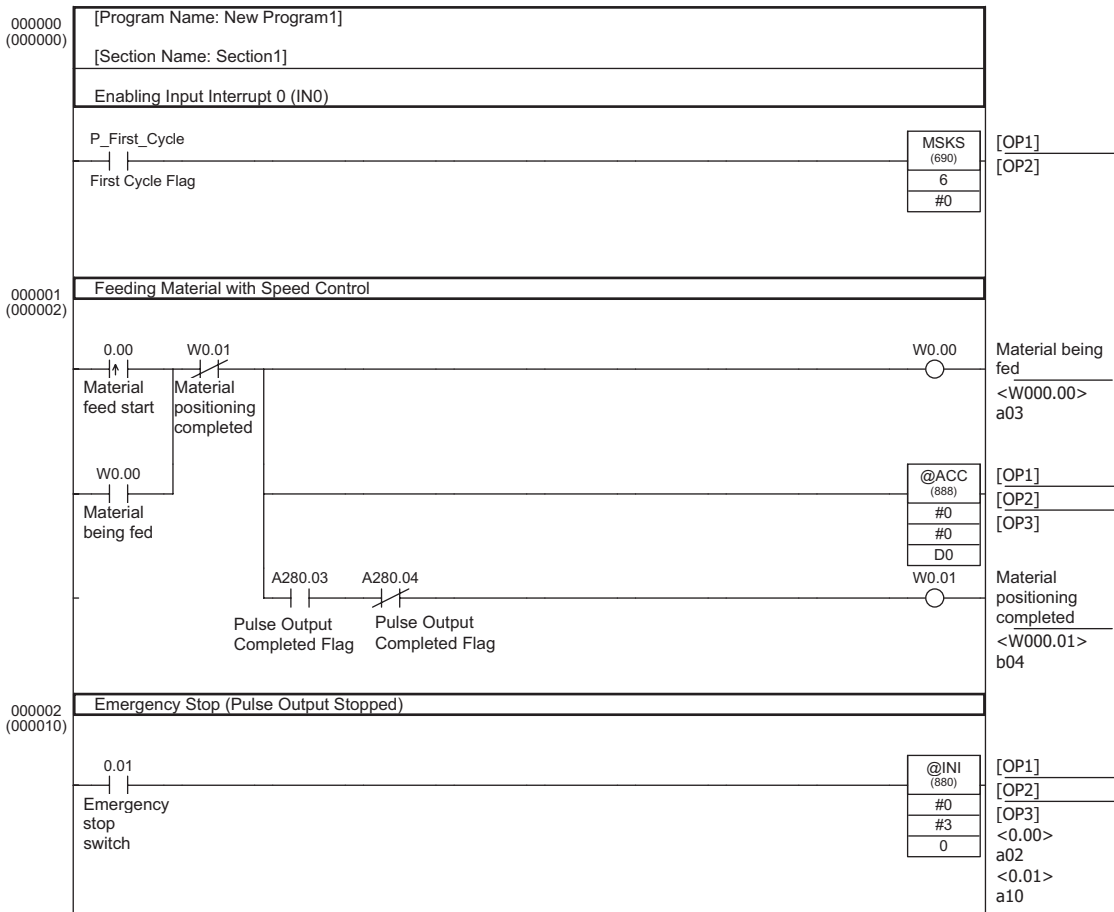 000000
(000000)
[Program Name: New Program1]
[Section Name: Section1]
Enabling Input Interrupt 0 (IN0)
P_First_Cycle
First Cycle Flag
MSKS
(690)
6
#0
[OP1]
[OP2]
000001
(000002)
Feeding Material with Speed Control
0.00
Material
feed start
W0.01
Material
positioning
completed
W0.00
Material being
fed
<W000.00>
a03
W0.00
Material
being fed
@ACC
(888)
#0
#0
D0
[OP1]
[OP2]
[OP3]
A280.03
Pulse Output
Completed Flag
A280.04
Pulse Output
Completed Flag
W0.01
Material
positioning
completed
<W000.01>
b04
000002
(000010)
Emergency Stop (Pulse Output Stopped)
0.01
Emergency
stop
switch
@INI
(880)
#0
#3
0
[OP1]
[OP2]
[OP3]
<0.00>
a02
<0.01>
a10